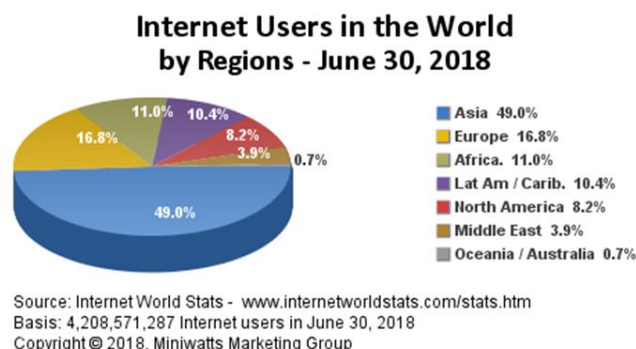 Internet Users in the World
by Regions - June 30, 2018
11.0%
10.4%
16.8%
8.2%
3.9%
0.7%
49.0%
Asia 49.0%
Europe 16.8%
Africa. 11.0%
Lat Am / Carib. 10.4%
North America 8.2%
Middle East 3.9%
Oceania / Australia 0.7%
Source: Internet World Stats - www.internetworldstats.com/stats.htm
Basis: 4,208,571,287 Internet users in June 30, 2018
Copyright © 2018, Miniwatts Marketing Group